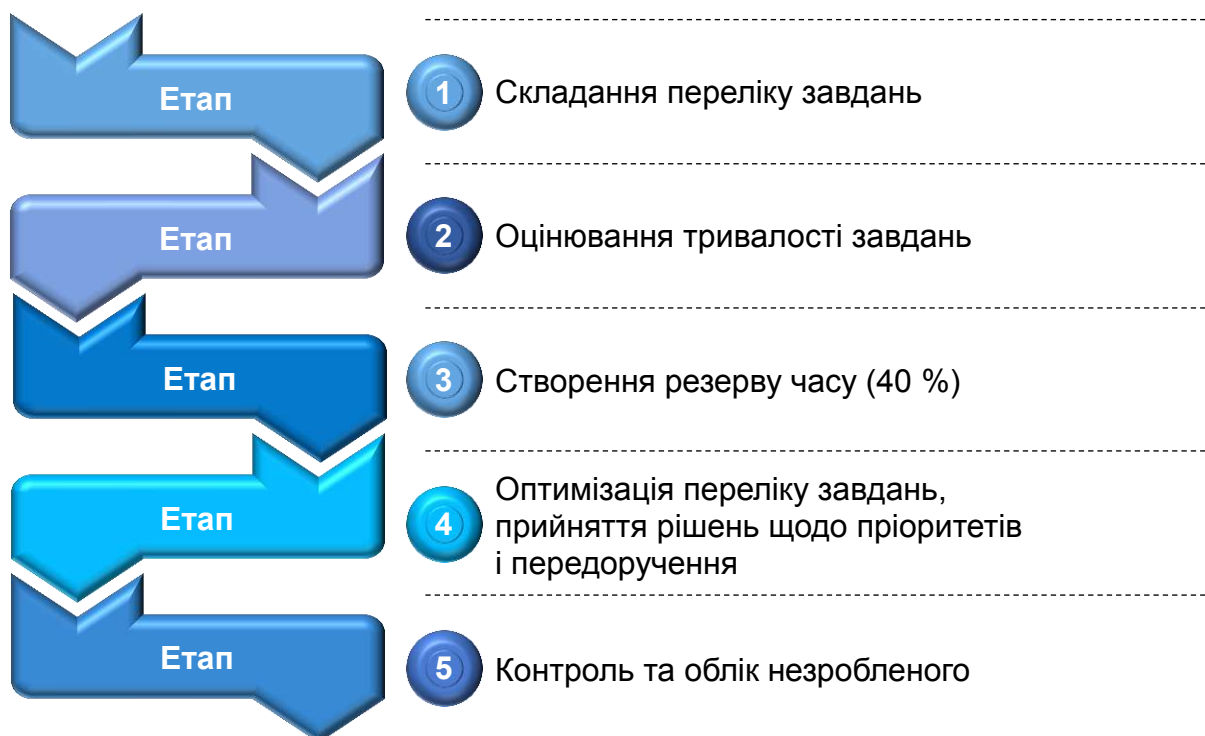 Етап
1
Складання переліку завдань
Етап
2
Оцінювання тривалості завдань
Етап
3
Створення резерву часу (40 %)
Етап
4
Оптимізація переліку завдань,
прийняття рішень щодо пріоритетів
і передоручення
Етап
5
Контроль та облік незробленого